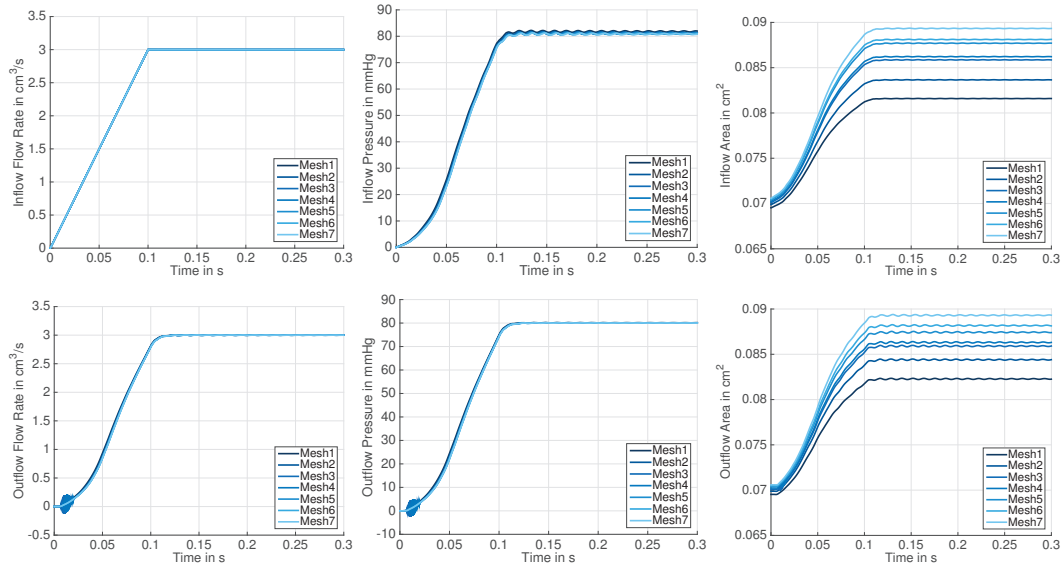 Inflow Flow Rate in cm³/s
3.5
3
2.5
2
1.5
1
0.5
0
0 0.05 0.1 0.15 0.2 0.25 0.3
Time in s
Mesh1
Mesh2
Mesh3
Mesh4
Mesh5
Mesh6
Mesh7
Inflow Pressure in mmHg
90
80
70
60
50
40
30
20
10
0
0 0.05 0.1 0.15 0.2 0.25 0.3
Time in s
Mesh1
Mesh2
Mesh3
Mesh4
Mesh5
Mesh6
Mesh7
Inflow Area in cm²
0.09
0.085
0.08
0.075
0.07
0.065
0 0.05 0.1 0.15 0.2 0.25 0.3
Time in s
Mesh1
Mesh2
Mesh3
Mesh4
Mesh5
Mesh6
Mesh7
Outflow Flow Rate in cm³/s
3.5
3
2.5
2
1.5
1
0.5
0
-0.5
0 0.05 0.1 0.15 0.2 0.25 0.3
Time in s
Mesh1
Mesh2
Mesh3
Mesh4
Mesh5
Mesh6
Mesh7
Outflow Pressure in mmHg
90
80
70
60
50
40
30
20
10
0
-10
0 0.05 0.1 0.15 0.2 0.25 0.3
Time in s
Mesh1
Mesh2
Mesh3
Mesh4
Mesh5
Mesh6
Mesh7
Outflow Area in cm²
0.09
0.085
0.08
0.075
0.07
0.065
0 0.05 0.1 0.15 0.2 0.25 0.3
Time in s
Mesh1
Mesh2
Mesh3
Mesh4
Mesh5
Mesh6
Mesh7